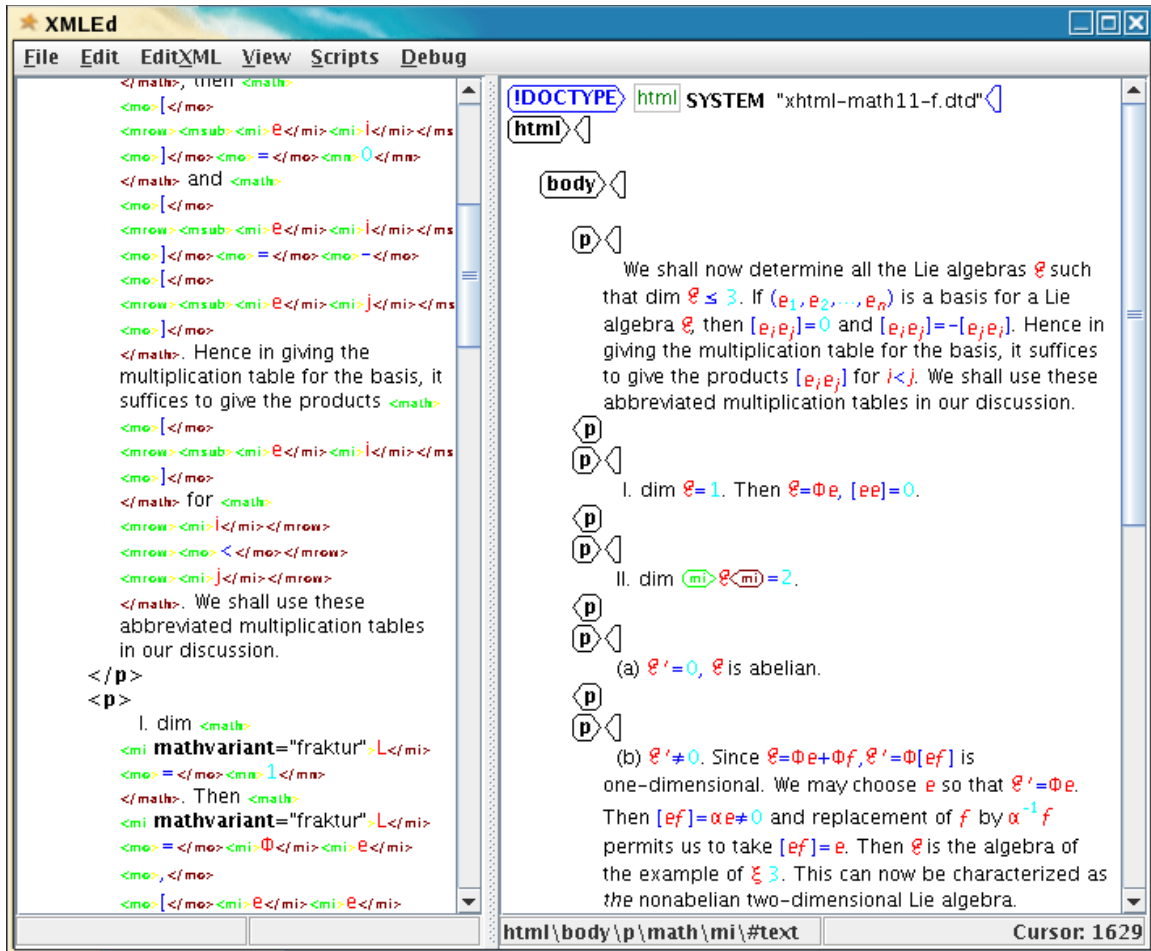 XMLEd
File Edit EditXML View Scripts Debug
</math>, then <math>
<mo>[</mo>
<mrow><msub><mi>e</mi><mi>i</mi></ms
<mo>]</mo><mo>=</mo><mn>0</mn>
</math> and <math>
<mo>[</mo>
<mrow><msub><mi>e</mi><mi>i</mi></ms
<mo>]</mo><mo>=</mo><mo>-</mo>
<mo>[</mo>
<mrow><msub><mi>e</mi><mi>j</mi></ms
<mo>]</mo>
</math>. Hence in giving the
multiplication table for the basis, it
suffices to give the products <math>
<mo>[</mo>
<mrow><msub><mi>e</mi><mi>i</mi></ms
<mo>]</mo>
</math> for <math>
<mrow><mi>i</mi></mrow>
<mrow><mo><</mo></mrow>
<mrow><mi>j</mi></mrow>
</math>. We shall use these
abbreviated multiplication tables
in our discussion.
</p>
<p>
I. dim <math>
<mi mathvariant="fraktur">L</mi>
<mo>=</mo><mn>1</mn>
</math>. Then <math>
<mi mathvariant="fraktur">L</mi>
<mo>=</mo><mi>Φ</mi><mi>e</mi>
<mo>,</mo>
<mo>[</mo><mi>e</mi><mi>e</mi>
!DOCTYPE html SYSTEM "xhtml-math11-f.dtd"
html
body
p
We shall now determine all the Lie algebras 𝔏 such
that dim 𝔏 ≤ 3. If (e₁,e₂,...,eₙ) is a basis for a Lie
algebra 𝔏, then [eᵢeⱼ]=0 and [eᵢeⱼ]=-[eⱼeᵢ]. Hence in
giving the multiplication table for the basis, it suffices
to give the products [eᵢeⱼ] for i<j. We shall use these
abbreviated multiplication tables in our discussion.
p
p
I. dim 𝔏=1. Then 𝔏=Φe, [ee]=0.
p
p
II. dim mi 𝔏 mi =2.
p
p
(a) 𝔏′=0, 𝔏 is abelian.
p
p
(b) 𝔏′≠0. Since 𝔏=Φe+Φf,𝔏′=Φ[ef] is
one-dimensional. We may choose e so that 𝔏′=Φe.
Then [ef]=αe≠0 and replacement of f by α⁻¹f
permits us to take [ef]=e. Then 𝔏 is the algebra of
the example of ξ 3. This can now be characterized as
the nonabelian two-dimensional Lie algebra.
html\body\p\math\mi\#text Cursor: 1629